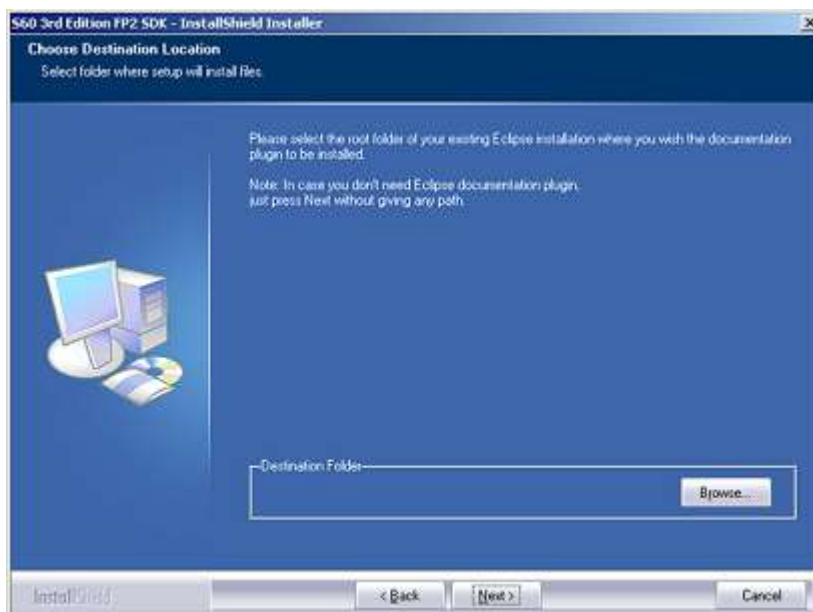 S60 3rd Edition FP2 SDK - InstallShield Installer
Choose Destination Location
Select folder where setup will install files.
Please select the root folder of your existing Eclipse installation where you wish the documentation
plugin to be installed.
Note: In case you don't need Eclipse documentation plugin,
just press Next without giving any path.
Destination Folder
Browse...
InstallShield
< Back
Next >
Cancel